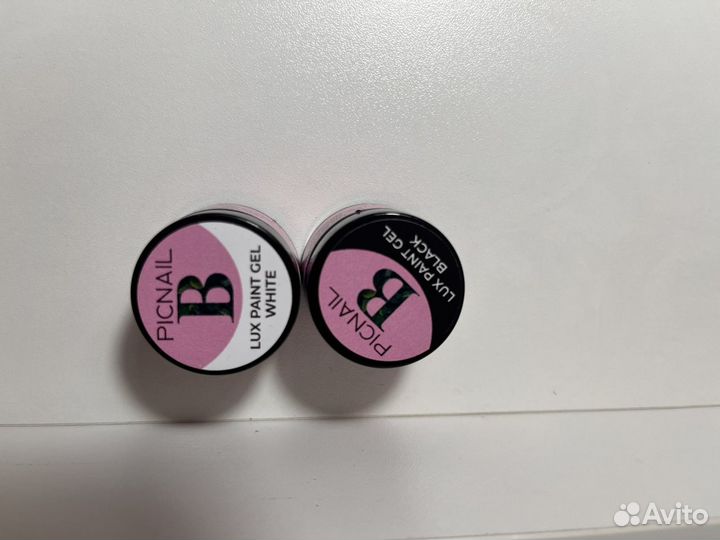 PICNAIL
B
LUX PAINT GEL
WHITE
PICNAIL
B
LUX PAINT GEL
BLACK
Avito